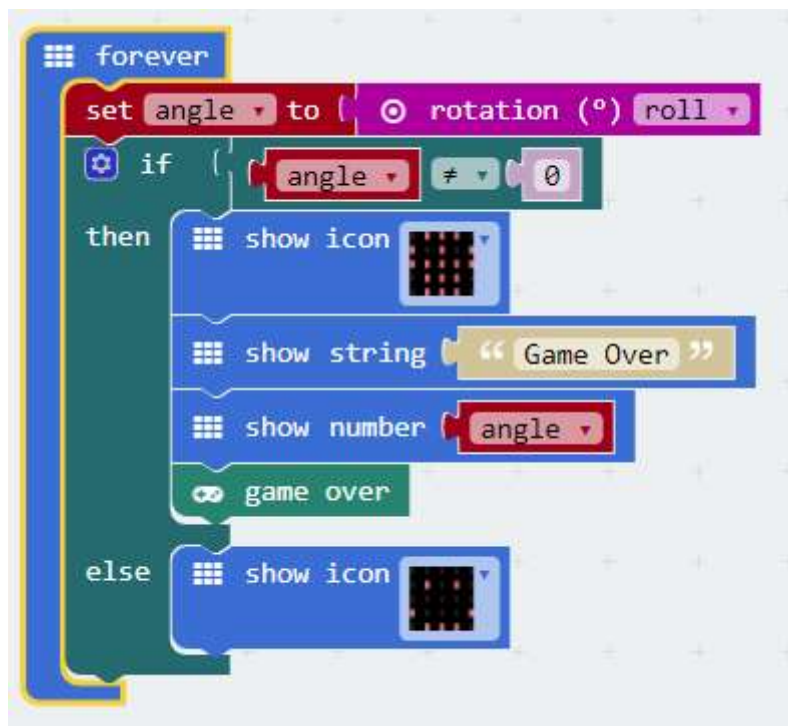 forever
set angle to rotation (º) roll
if angle ≠ 0
then show icon
show string “ Game Over ”
show number angle
game over
else show icon